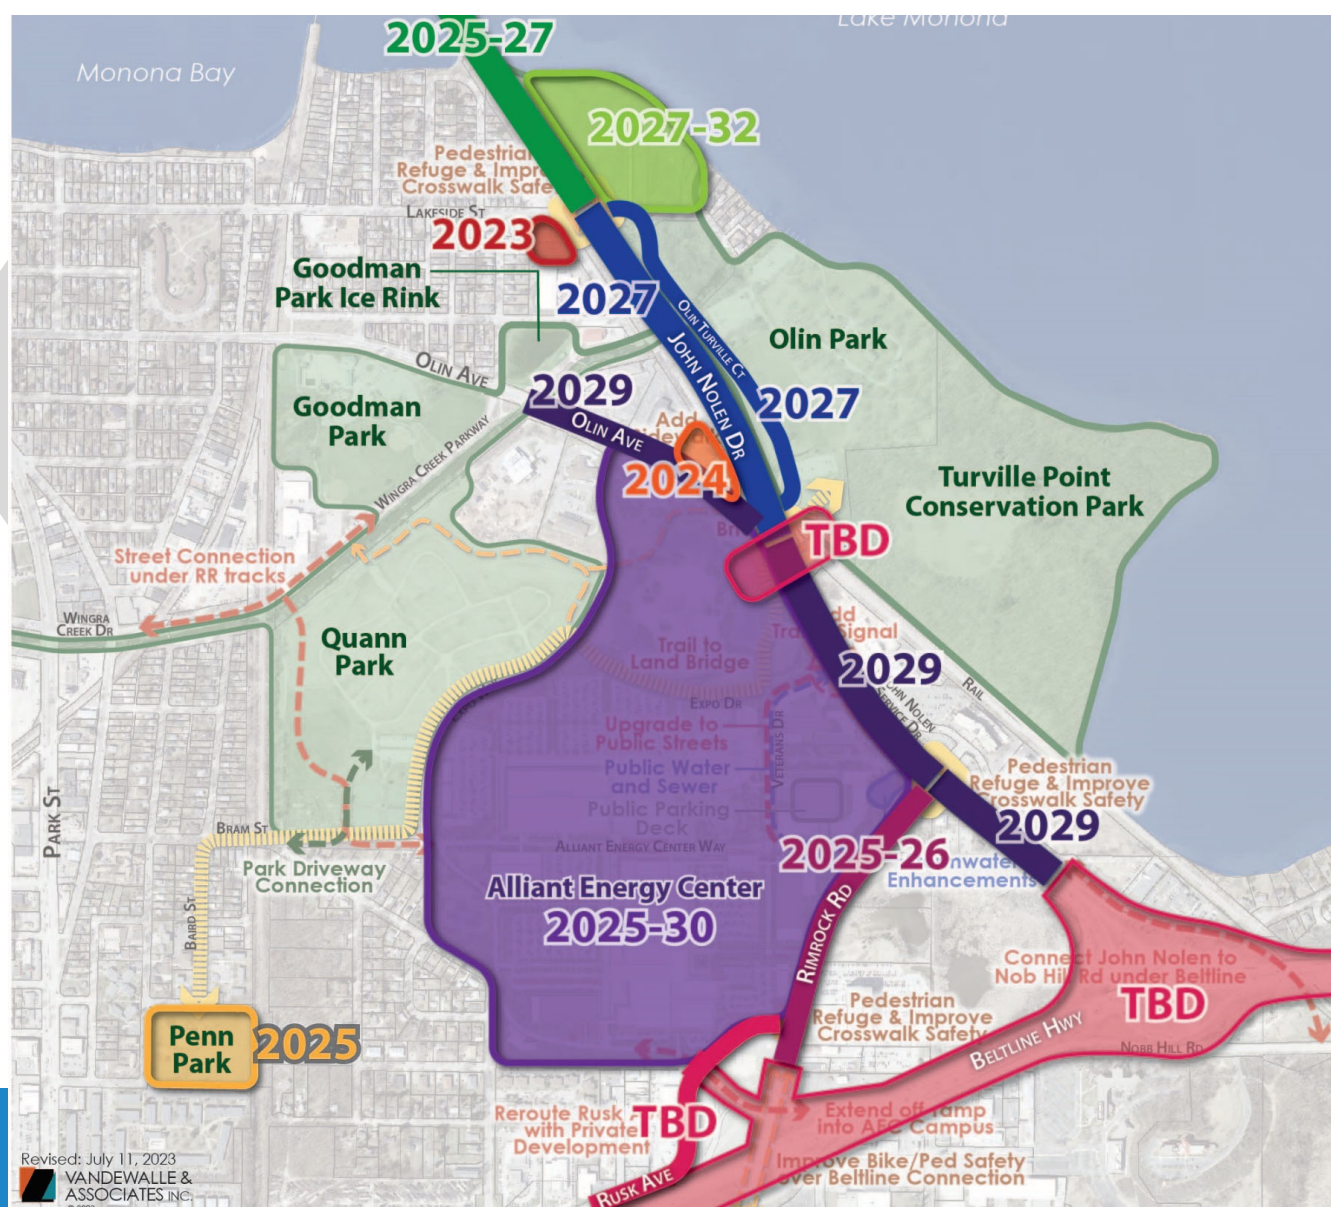 Lake Monona
2025-27
Monona Bay
2027-32
Pedestrian
Refuge & Impr
Crosswalk Safe
Lakeside St
2023
Goodman
Park Ice Rink
2027
Olin Turville Ct
John Nolen Dr
Olin Park
Olin Ave
2029
2027
Goodman
Park
Olin Ave
Add
Sidew
2024
Wingra Creek Parkway
Turville Point
Conservation Park
Street Connection
under RR tracks
TBD
Wingra
Creek Dr
Quann
Park
Trail to
Land Bridge
Add
Signal
2029
Rail
John Nolen
Service Dr
Expo Dr
Upgrade to
Public Streets
Veterans Dr
Public Water
and Sewer
Public Parking
Deck
Pedestrian
Refuge & Improve
Crosswalk Safety
2029
Park St
Bram St
Alliant Energy Center Way
2025-26
Enhancements
Park Driveway
Connection
Alliant Energy Center
2025-30
Baird St
Rimrock Rd
Connect John Nolen to
Nob Hill Rd under Beltline
TBD
Pedestrian
Refuge & Improve
Crosswalk Safety
Beltline Hwy
Nobb Hill Rd
Penn
Park
2025
Reroute Rusk
with Private
Development
TBD
Extend off ramp
into AEC Campus
Improve Bike/Ped Safety
over Beltline Connection
Rusk Ave
Revised: July 11, 2023
VANDEWALLE &
ASSOCIATES INC.